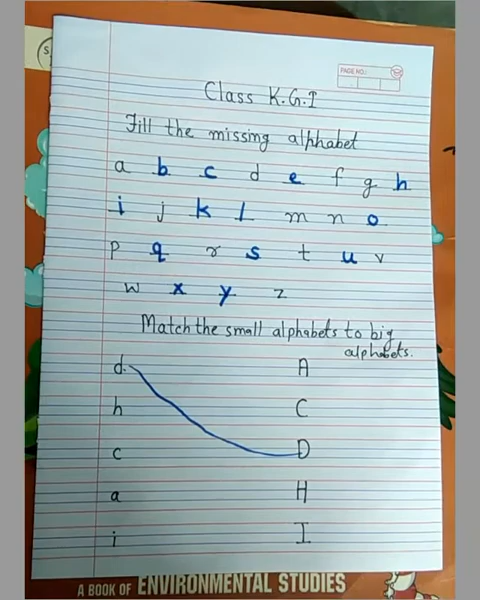 PAGE NO.:
Class K.G.I
Fill the missing alphabet
a b c d e f g h
i j k l m n o
p q r s t u v
w x y z
Match the small alphabets to big
alphabets.
d A
h C
c D
a H
i I
A BOOK OF ENVIRONMENTAL STUDIES